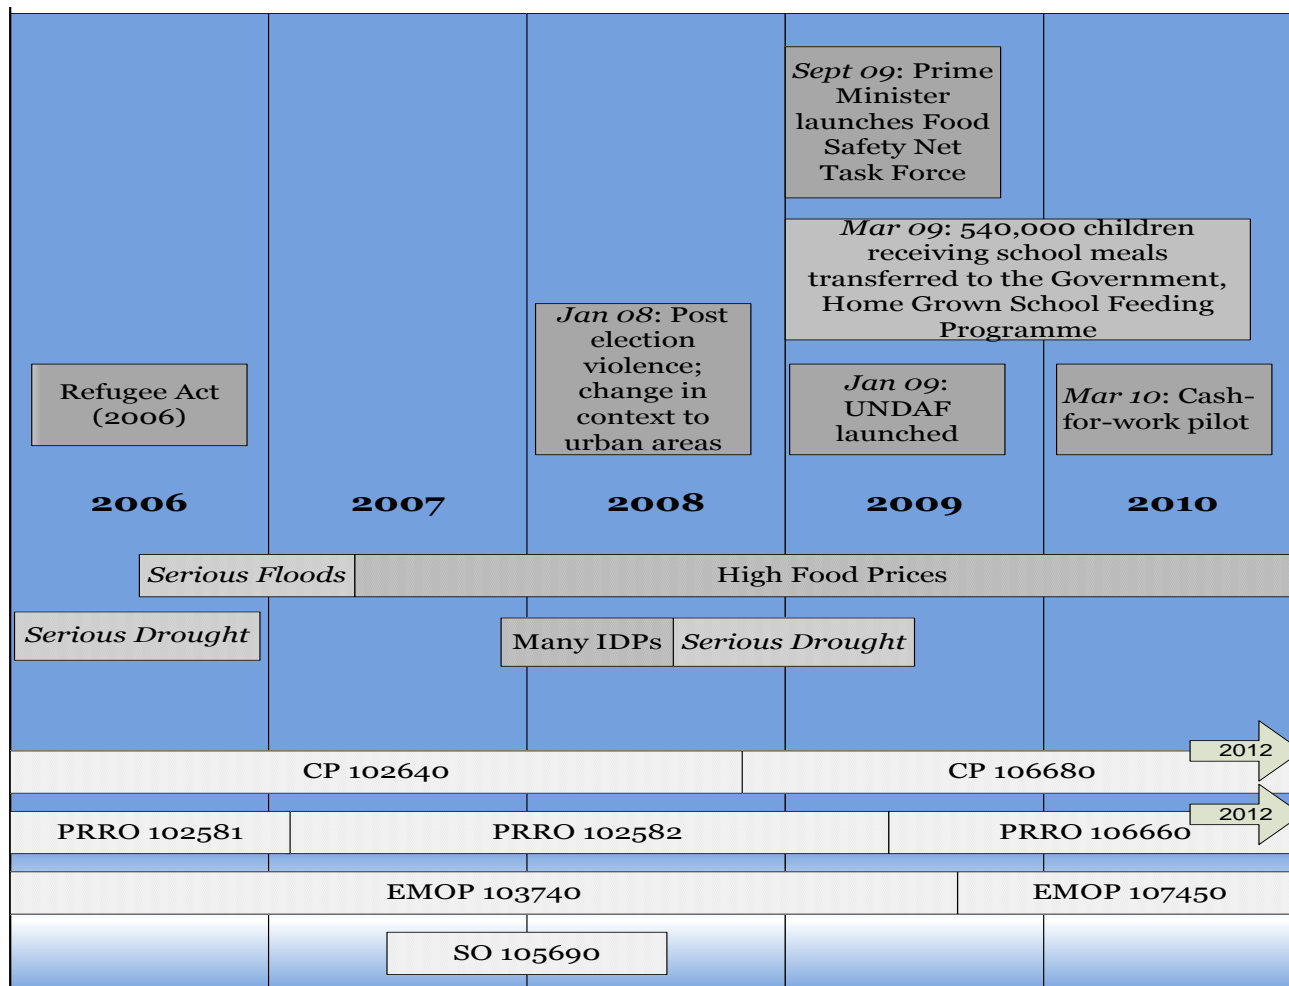 Sept 09: Prime
Minister
launches Food
Safety Net
Task Force
Mar 09: 540,000 children
receiving school meals
transferred to the Government,
Home Grown School Feeding
Programme
Jan 08: Post
election
violence;
change in
context to
urban areas
Refugee Act
(2006)
Jan 09:
UNDAF
launched
Mar 10: Cash-
for-work pilot
2006 2007 2008 2009 2010
Serious Floods High Food Prices
Serious Drought Many IDPs Serious Drought
2012
CP 102640 CP 106680
2012
PRRO 102581 PRRO 102582 PRRO 106660
EMOP 103740 EMOP 107450
SO 105690